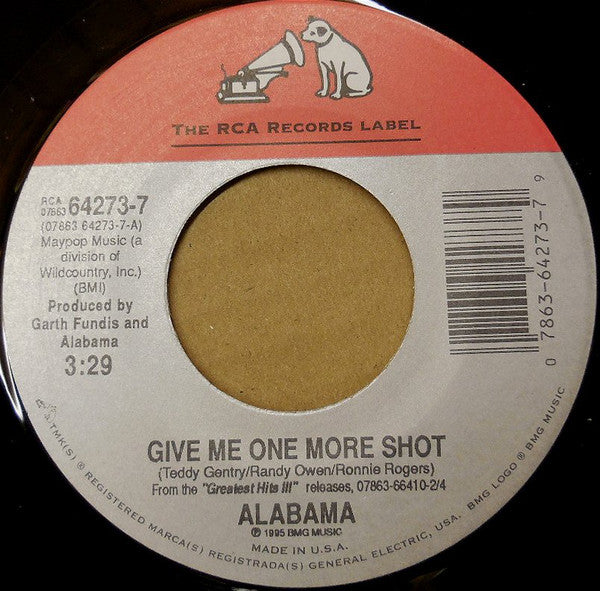 THE RCA RECORDS LABEL
RCA
07863 64273-7
(07863 64273-7-A)
Maypop Music (a
division of
Wildcountry, Inc.)
(BMI)
Produced by
Garth Fundis and
Alabama
3:29
0 7863-64273-7 9
GIVE ME ONE MORE SHOT
(Teddy Gentry/Randy Owen/Ronnie Rogers)
From the "Greatest Hits III" releases, 07863-66410-2/4
ALABAMA
℗ 1995 BMG MUSIC
MADE IN U.S.A.
TMK(S) ® REGISTERED MARCA(S) REGISTRADA(S) GENERAL ELECTRIC, USA. BMG LOGO ® BMG MUSIC